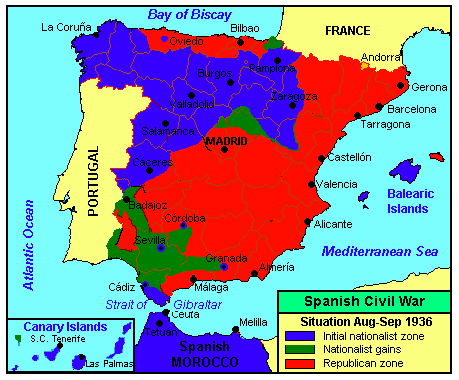 Bay of Biscay
La Coruña
Bilbao
FRANCE
Oviedo
Andorra
Burgos
Pamplona
Gerona
Valladolid
Zaragoza
Barcelona
Tarragona
Salamanca
MADRID
Castellón
Cáceres
PORTUGAL
Valencia
Balearic
Islands
Badajoz
Atlantic Ocean
Córdoba
Alicante
Sevilla
Mediterranean Sea
Granada
Almería
Cádiz
Málaga
Strait of Gibraltar
Ceuta
Tetuán
Melilla
Spanish
MOROCCO
Canary Islands
S.C. Tenerife
Las Palmas
Spanish Civil War
Situation Aug-Sep 1936
Initial nationalist zone
Nationalist gains
Republican zone